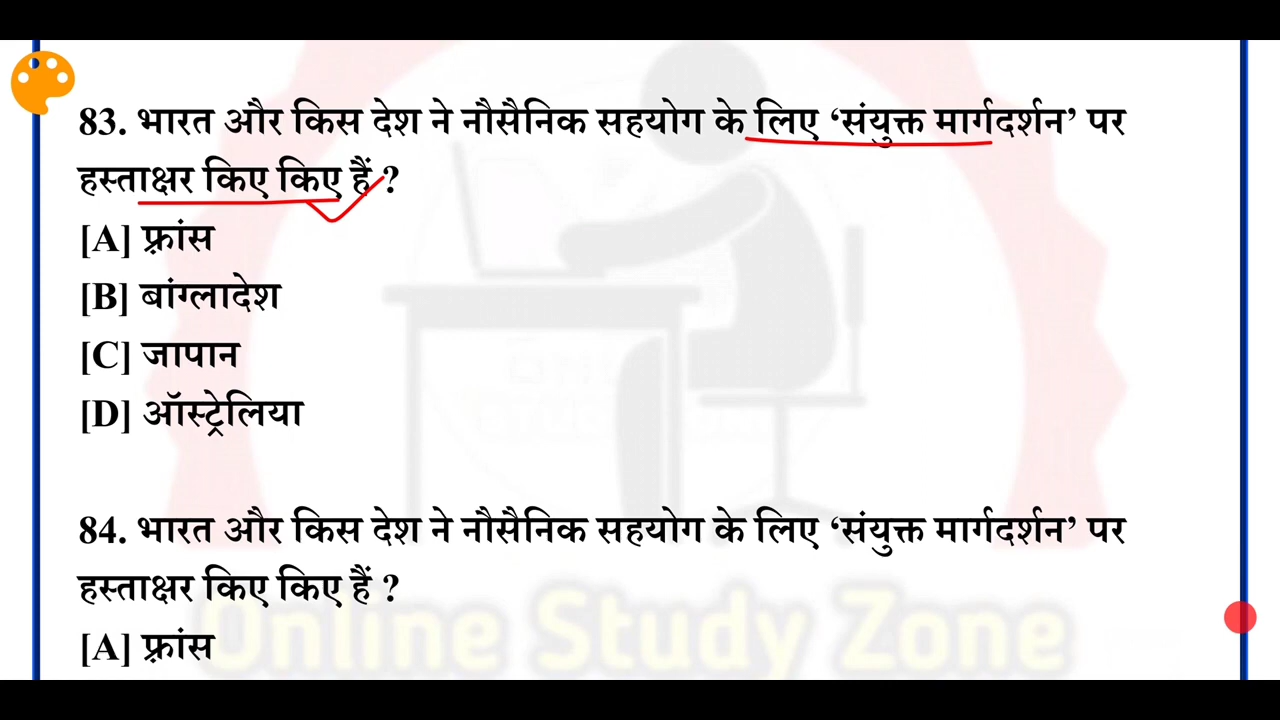 83. भारत और किस देश ने नौसैनिक सहयोग के लिए ‘संयुक्त मार्गदर्शन’ पर
हस्ताक्षर किए किए हैं ?
[A] फ़्रांस
[B] बांग्लादेश
[C] जापान
[D] ऑस्ट्रेलिया
84. भारत और किस देश ने नौसैनिक सहयोग के लिए ‘संयुक्त मार्गदर्शन’ पर
हस्ताक्षर किए किए हैं ?
[A] फ़्रांस
Online Study Zone